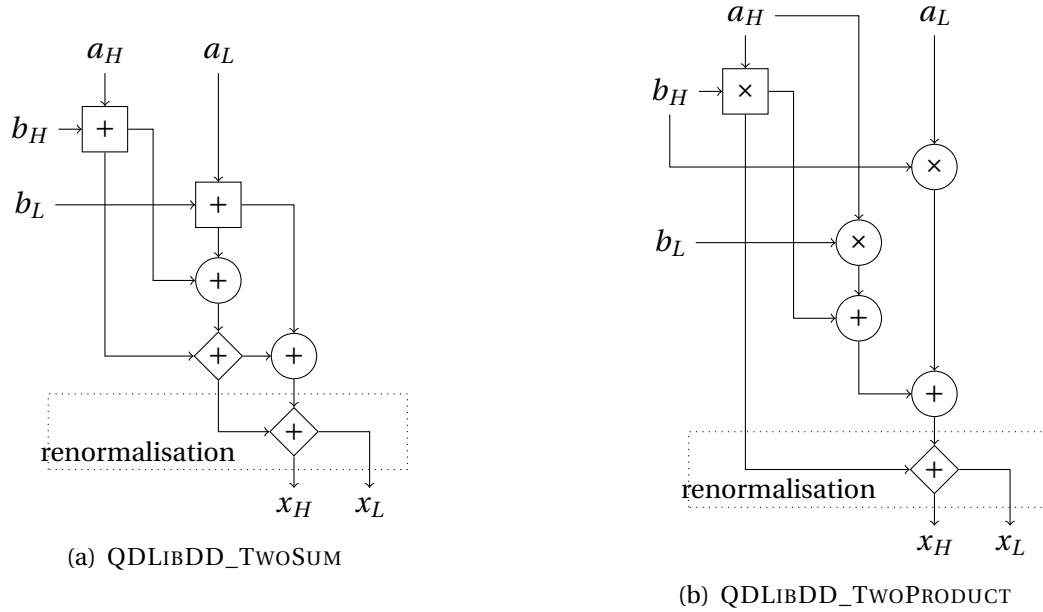 a_H a_L
b_H +
b_L +
+
+ +
+
renormalisation
x_H x_L
(a) QDLIBDD_TWOSUM
a_H a_L
b_H ×
×
b_L ×
+
+
+
renormalisation
x_H x_L
(b) QDLIBDD_TWOPRODUCT